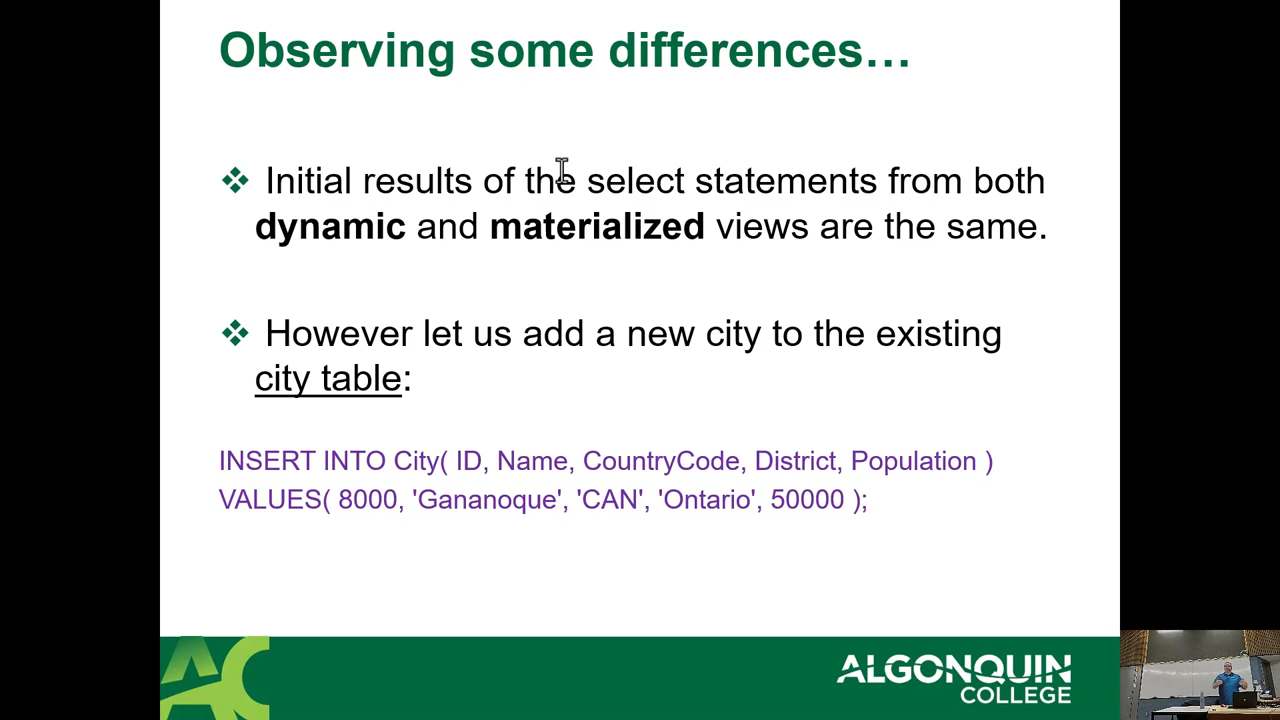 Observing some differences…
Initial results of the select statements from both
dynamic and materialized views are the same.
However let us add a new city to the existing
city table:
INSERT INTO City( ID, Name, CountryCode, District, Population )
VALUES( 8000, 'Gananoque', 'CAN', 'Ontario', 50000 );
AC
ALGONQUIN
COLLEGE